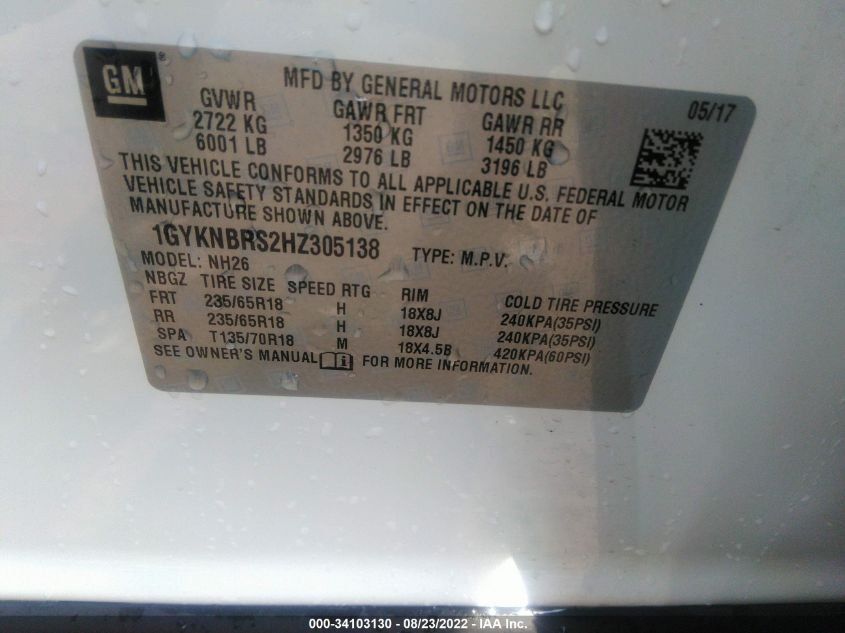 GM
MFD BY GENERAL MOTORS LLC
05/17
GVWR GAWR FRT GAWR RR
2722 KG 1350 KG 1450 KG
6001 LB 2976 LB 3196 LB
THIS VEHICLE CONFORMS TO ALL APPLICABLE U.S. FEDERAL MOTOR
VEHICLE SAFETY STANDARDS IN EFFECT ON THE DATE OF
MANUFACTURE SHOWN ABOVE.
1GYKNBRS2HZ305138 TYPE: M.P.V.
MODEL: NH26
NBGZ TIRE SIZE SPEED RTG RIM COLD TIRE PRESSURE
FRT 235/65R18 H 18X8J 240KPA(35PSI)
RR 235/65R18 H 18X8J 240KPA(35PSI)
SPA T135/70R18 M 18X4.5B 420KPA(60PSI)
SEE OWNER'S MANUAL i FOR MORE INFORMATION.
000-34103130 - 08/23/2022 - IAA Inc.